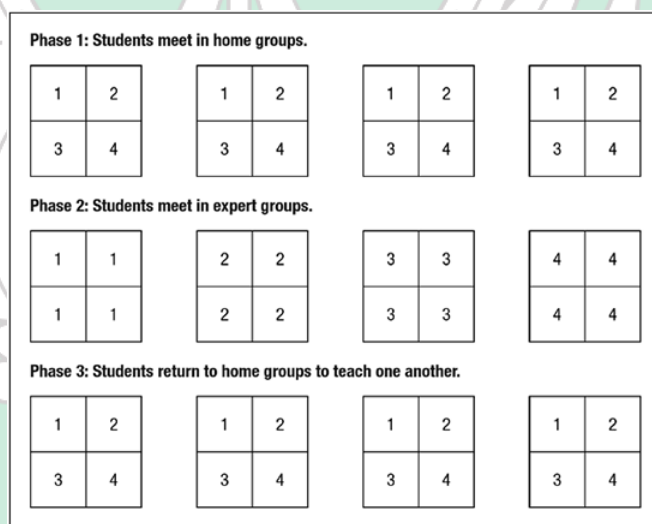 Phase 1: Students meet in home groups.
1 2 1 2 1 2 1 2
3 4 3 4 3 4 3 4
Phase 2: Students meet in expert groups.
1 1 2 2 3 3 4 4
1 1 2 2 3 3 4 4
Phase 3: Students return to home groups to teach one another.
1 2 1 2 1 2 1 2
3 4 3 4 3 4 3 4